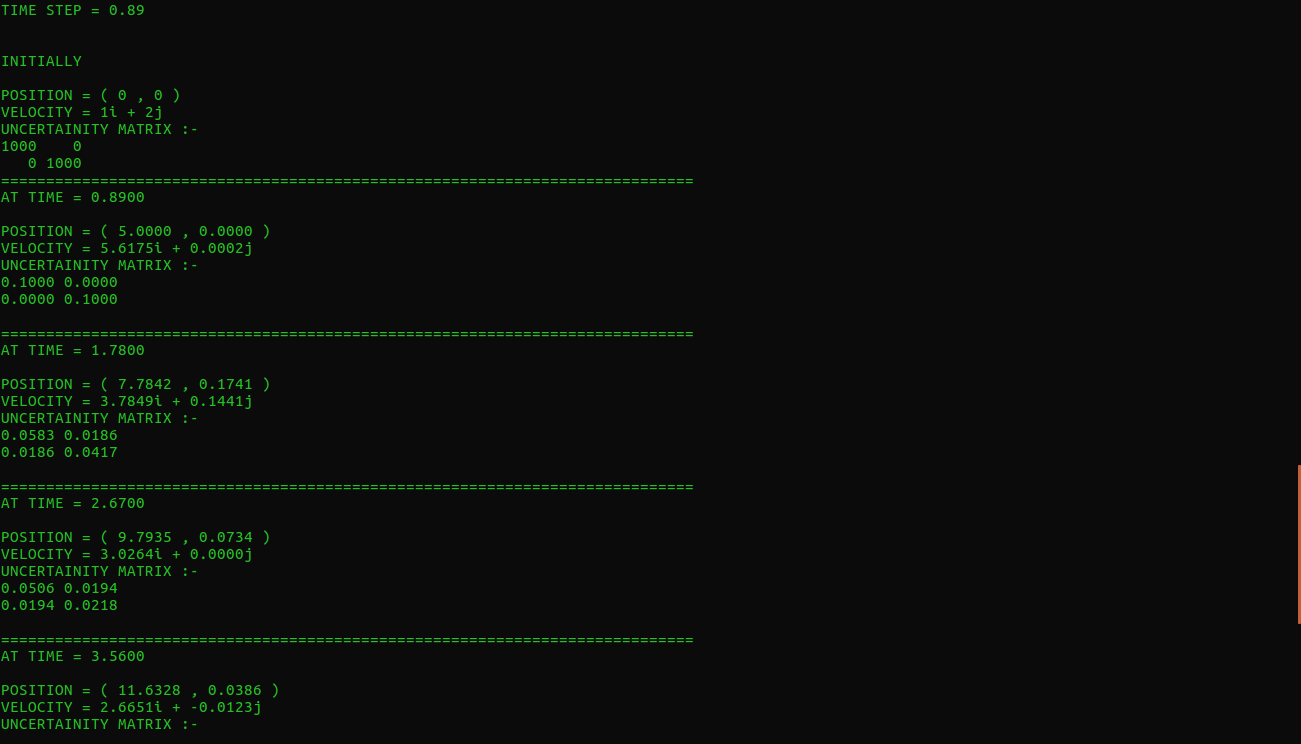 TIME STEP = 0.89
INITIALLY
POSITION = ( 0 , 0 )
VELOCITY = 1i + 2j
UNCERTAINITY MATRIX :-
1000    0
   0 1000
=============================================================================
AT TIME = 0.8900
POSITION = ( 5.0000 , 0.0000 )
VELOCITY = 5.6175i + 0.0002j
UNCERTAINITY MATRIX :-
0.1000 0.0000
0.0000 0.1000
=============================================================================
AT TIME = 1.7800
POSITION = ( 7.7842 , 0.1741 )
VELOCITY = 3.7849i + 0.1441j
UNCERTAINITY MATRIX :-
0.0583 0.0186
0.0186 0.0417
=============================================================================
AT TIME = 2.6700
POSITION = ( 9.7935 , 0.0734 )
VELOCITY = 3.0264i + 0.0000j
UNCERTAINITY MATRIX :-
0.0506 0.0194
0.0194 0.0218
=============================================================================
AT TIME = 3.5600
POSITION = ( 11.6328 , 0.0386 )
VELOCITY = 2.6651i + -0.0123j
UNCERTAINITY MATRIX :-